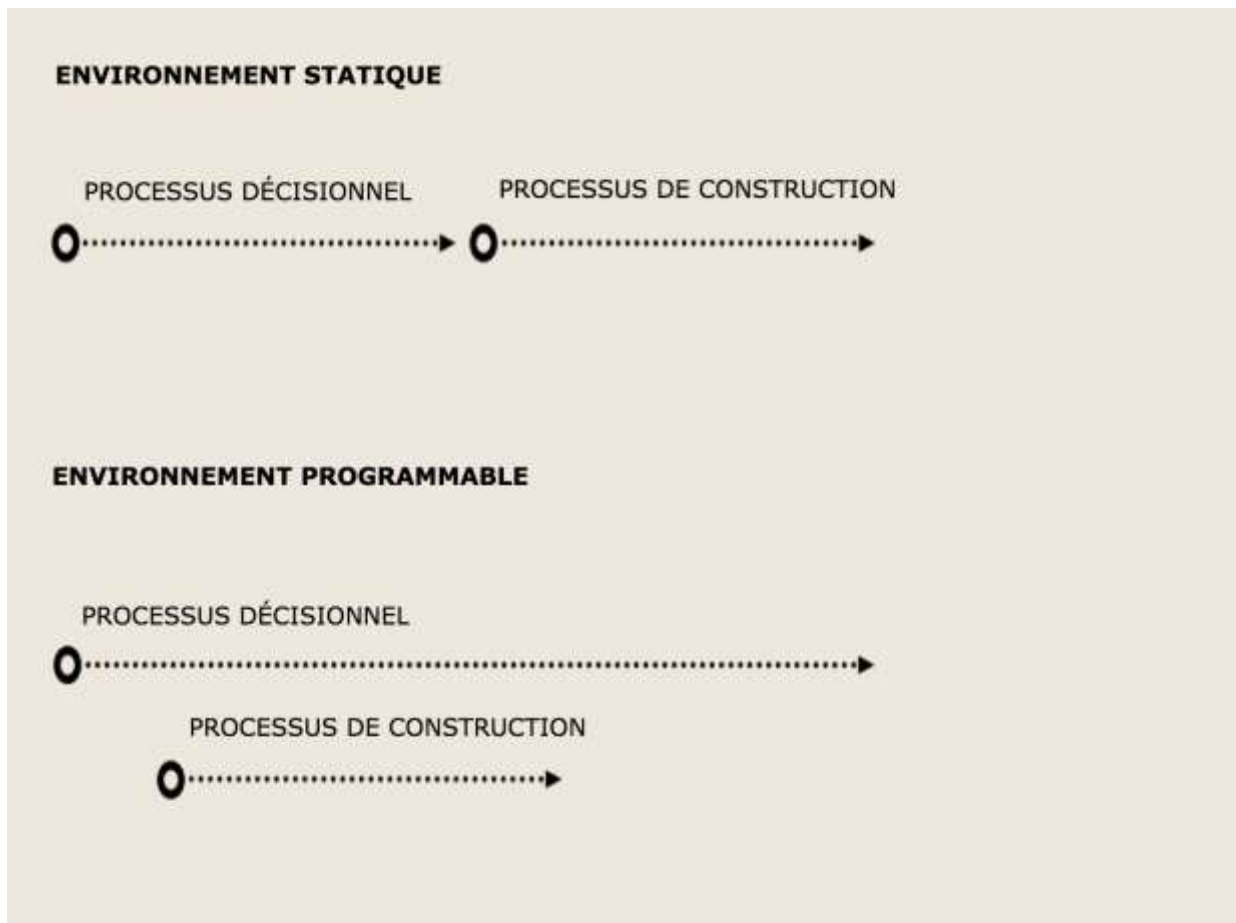 ENVIRONNEMENT STATIQUE
PROCESSUS DÉCISIONNEL
PROCESSUS DE CONSTRUCTION
ENVIRONNEMENT PROGRAMMABLE
PROCESSUS DÉCISIONNEL
PROCESSUS DE CONSTRUCTION